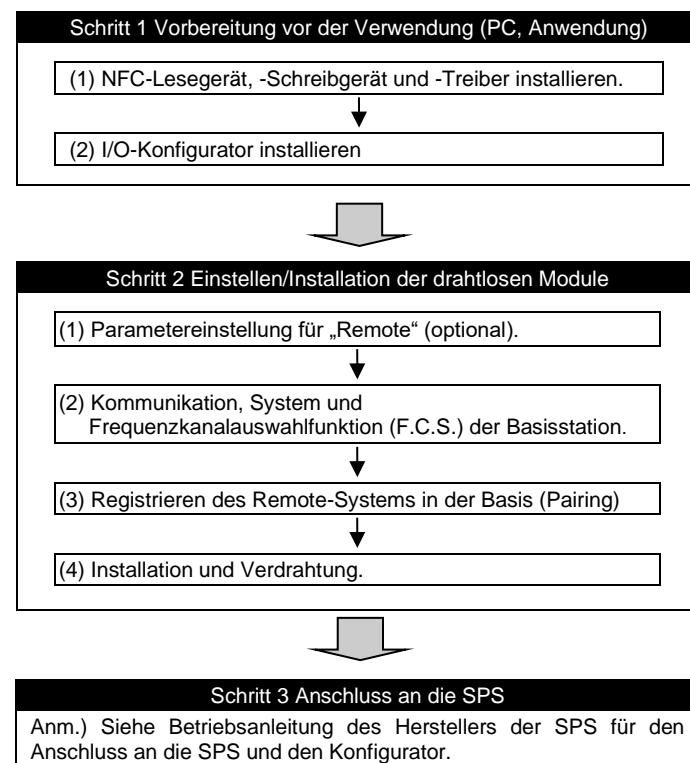 Schritt 1 Vorbereitung vor der Verwendung (PC, Anwendung)
(1) NFC-Lesegerät, -Schreibgerät und -Treiber installieren.
(2) I/O-Konfigurator installieren
Schritt 2 Einstellen/Installation der drahtlosen Module
(1) Parametereinstellung für „Remote“ (optional).
(2) Kommunikation, System und
Frequenzkanalauswahlfunktion (F.C.S.) der Basisstation.
(3) Registrieren des Remote-Systems in der Basis (Pairing)
(4) Installation und Verdrahtung.
Schritt 3 Anschluss an die SPS
Anm.) Siehe Betriebsanleitung des Herstellers der SPS für den
Anschluss an die SPS und den Konfigurator.